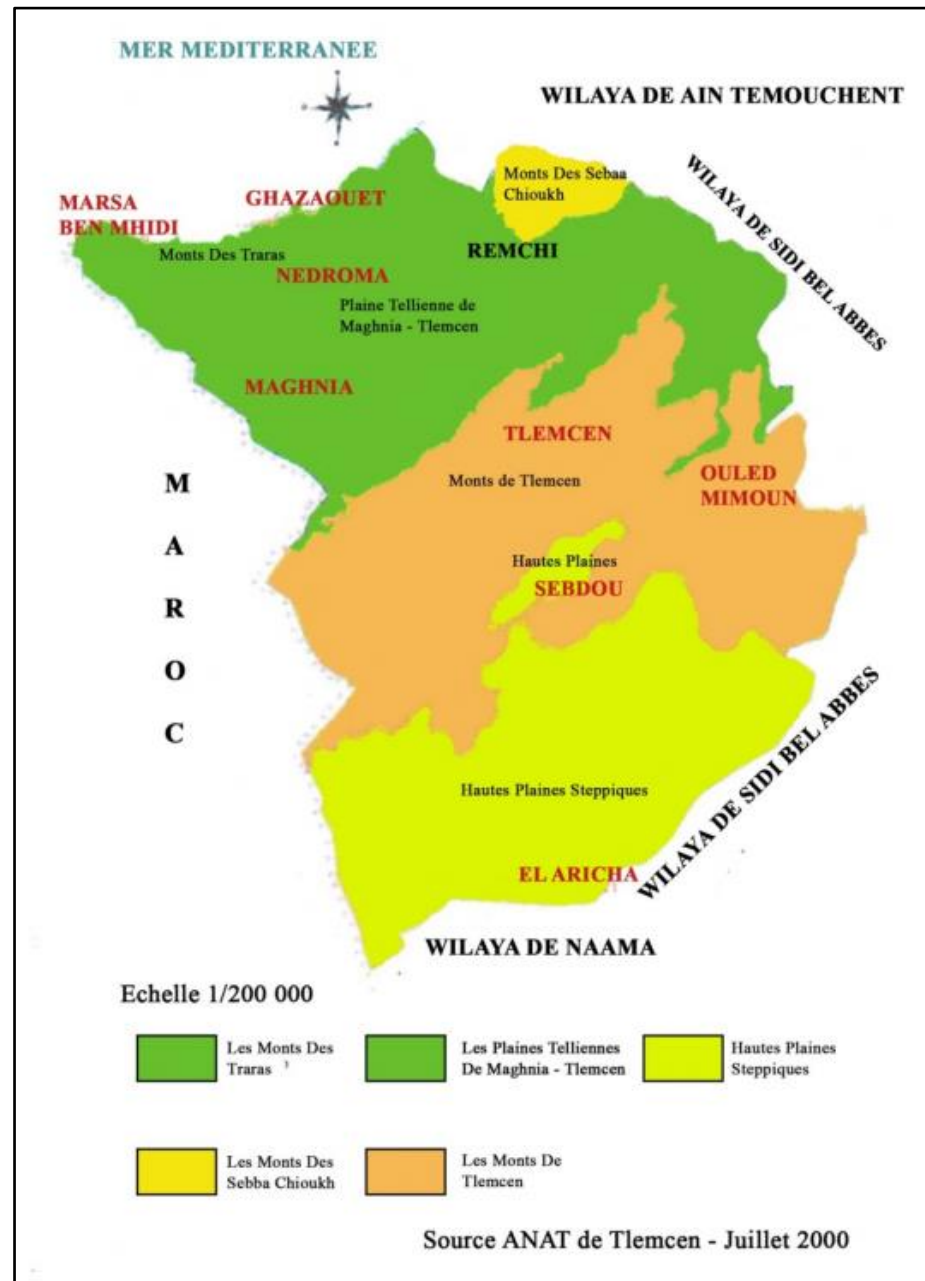 MER MEDITERRANEE
WILAYA DE AIN TEMOUCHENT
Monts Des Sebaa
Chioukh
WILAYA DE SIDI BEL ABBES
MARSA
BEN MHIDI
GHAZAOUET
Monts Des Traras
REMCHI
NEDROMA
Plaine Tellienne de
Maghnia - Tlemcen
MAGHNIA
TLEMCEN
Monts de Tlemcen
OULED
MIMOUN
M
A
R
O
C
Hautes Plaines
SEBDOU
Hautes Plaines Steppiques
WILAYA DE SIDI BEL ABBES
EL ARICHA
WILAYA DE NAAMA
Echelle 1/200 000
Les Monts Des
Traras
Les Plaines Telliennes
De Maghnia - Tlemcen
Hautes Plaines
Steppiques
Les Monts Des
Sebba Chioukh
Les Monts De
Tlemcen
Source ANAT de Tlemcen - Juillet 2000